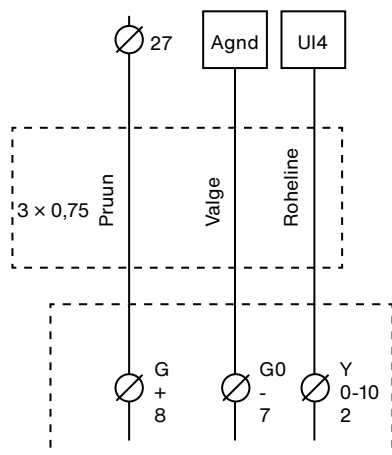 27
Agnd
UI4
3 × 0,75
Pruun
Valge
Roheline
G
+
8
G0
-
7
Y
0-10
2